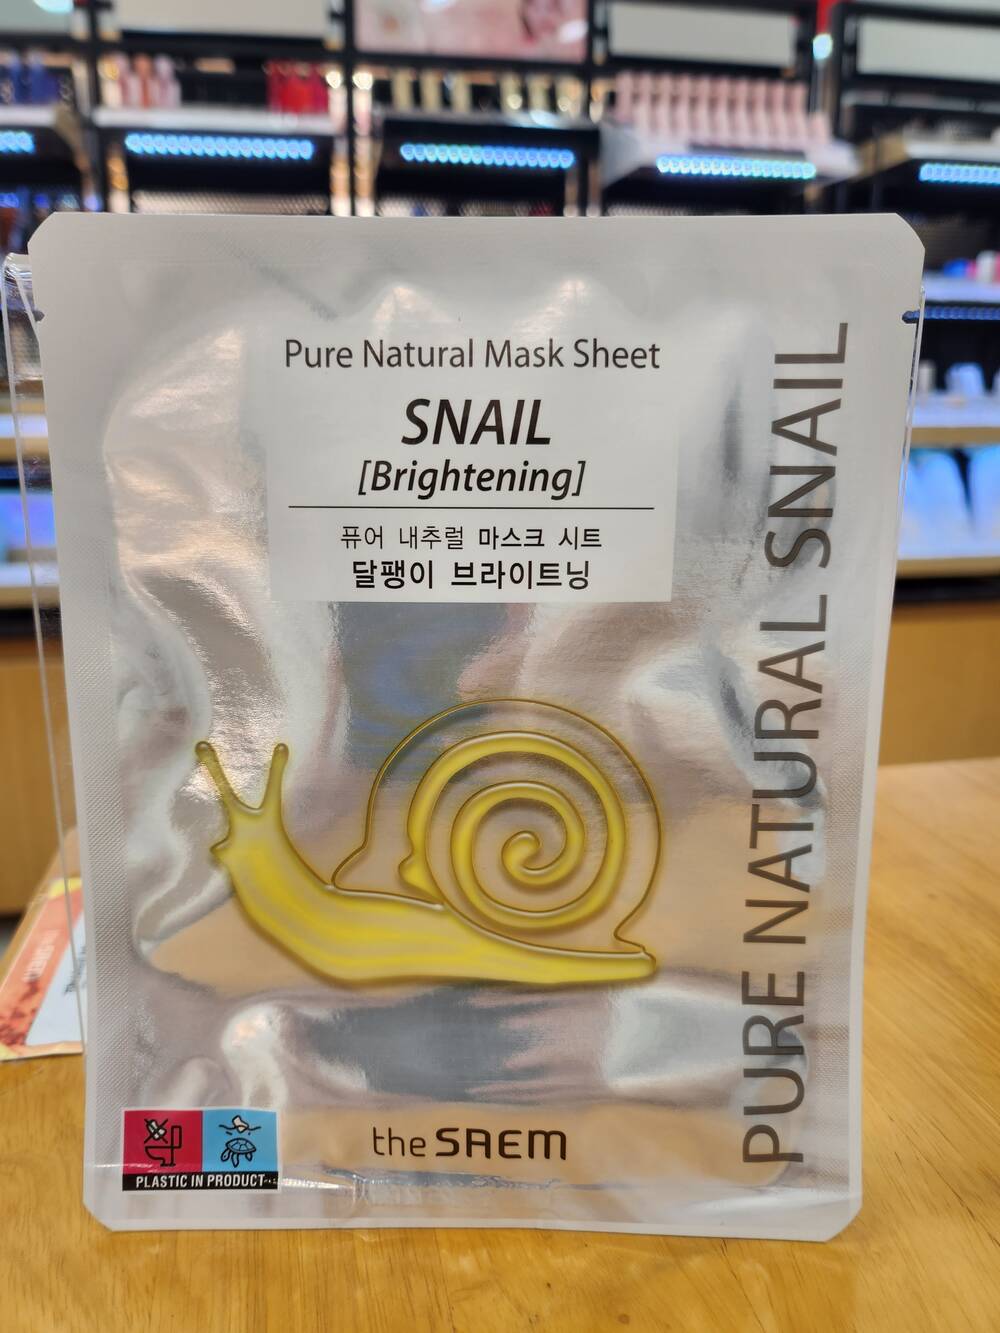 Pure Natural Mask Sheet
SNAIL
[Brightening]
퓨어 내추럴 마스크 시트
달팽이 브라이트닝
PURE NATURAL SNAIL
the SAEM
PLASTIC IN PRODUCT